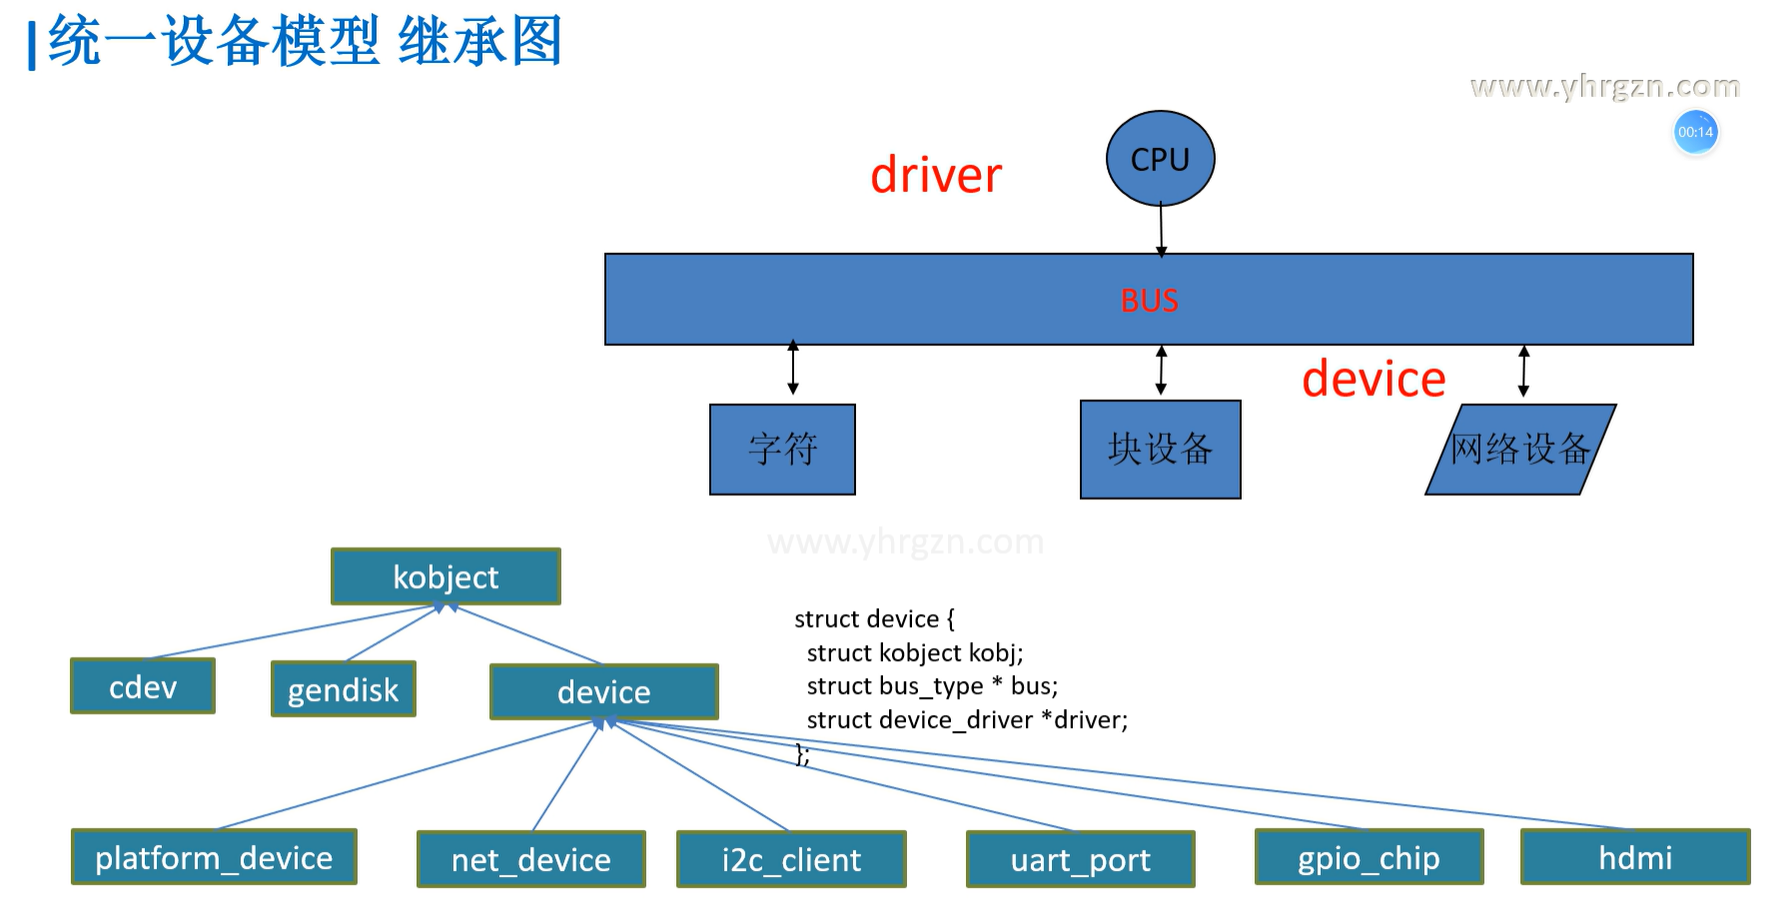 统一设备模型 继承图
www.yhrgzn.com
00:14
CPU
driver
BUS
device
字符
块设备
网络设备
www.yhrgzn.com
kobject
cdev
gendisk
device
struct device {
struct kobject kobj;
struct bus_type * bus;
struct device_driver *driver;
};
platform_device
net_device
i2c_client
uart_port
gpio_chip
hdmi